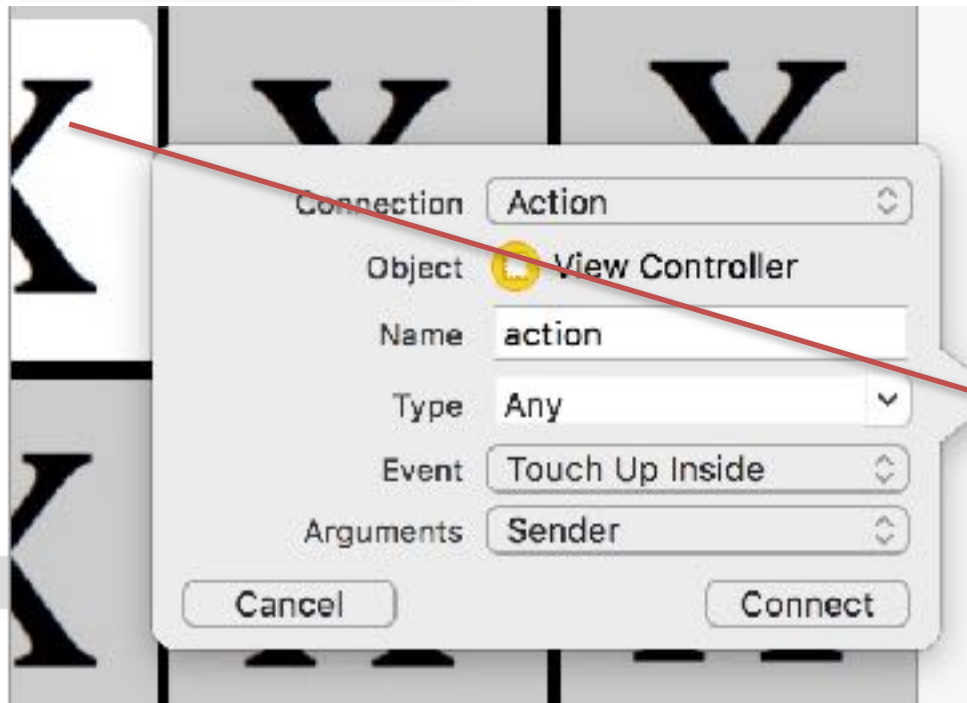 X X X
Connection Action
Object View Controller
Name action
Type Any
Event Touch Up Inside
Arguments Sender
Cancel Connect
X X X